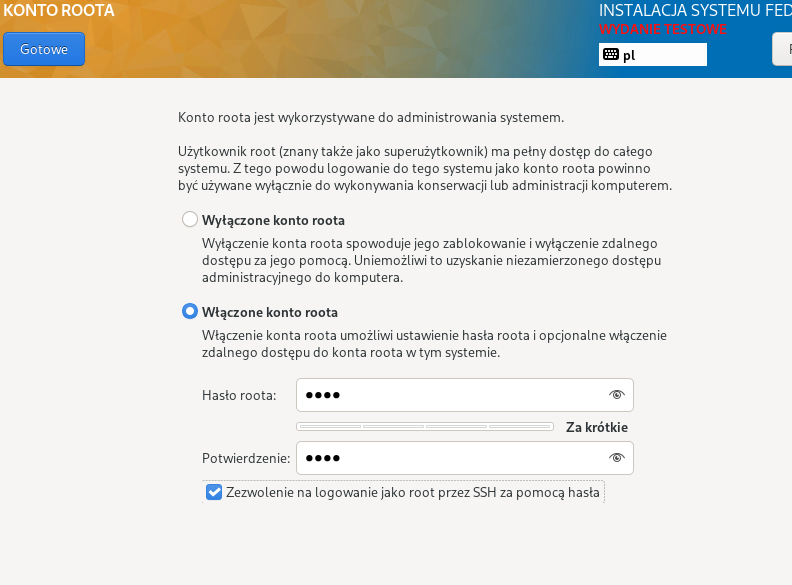 KONTO ROOTA
INSTALACJA SYSTEMU FED
WYDANIE TESTOWE
Gotowe
pl
Konto roota jest wykorzystywane do administrowania systemem.
Użytkownik root (znany także jako superużytkownik) ma pełny dostęp do całego
systemu. Z tego powodu logowanie do tego systemu jako konto roota powinno
być używane wyłącznie do wykonywania konserwacji lub administracji komputerem.
Wyłączone konto roota
Wyłączenie konta roota spowoduje jego zablokowanie i wyłączenie zdalnego
dostępu za jego pomocą. Uniemożliwi to uzyskanie niezamierzonego dostępu
administracyjnego do komputera.
Włączone konto roota
Włączenie konta roota umożliwi ustawienie hasła roota i opcjonalne włączenie
zdalnego dostępu do konta roota w tym systemie.
Hasło roota: ●●●●
Za krótkie
Potwierdzenie: ●●●●
Zezwolenie na logowanie jako root przez SSH za pomocą hasła